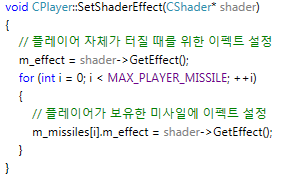 void CPlayer::SetShaderEffect(CShader* shader)
{
// 플레이어 자체가 터질 때를 위한 이펙트 설정
m_effect = shader->GetEffect();
for (int i = 0; i < MAX_PLAYER_MISSILE; ++i)
{
// 플레이어가 보유한 미사일에 이펙트 설정
m_missiles[i].m_effect = shader->GetEffect();
}
}